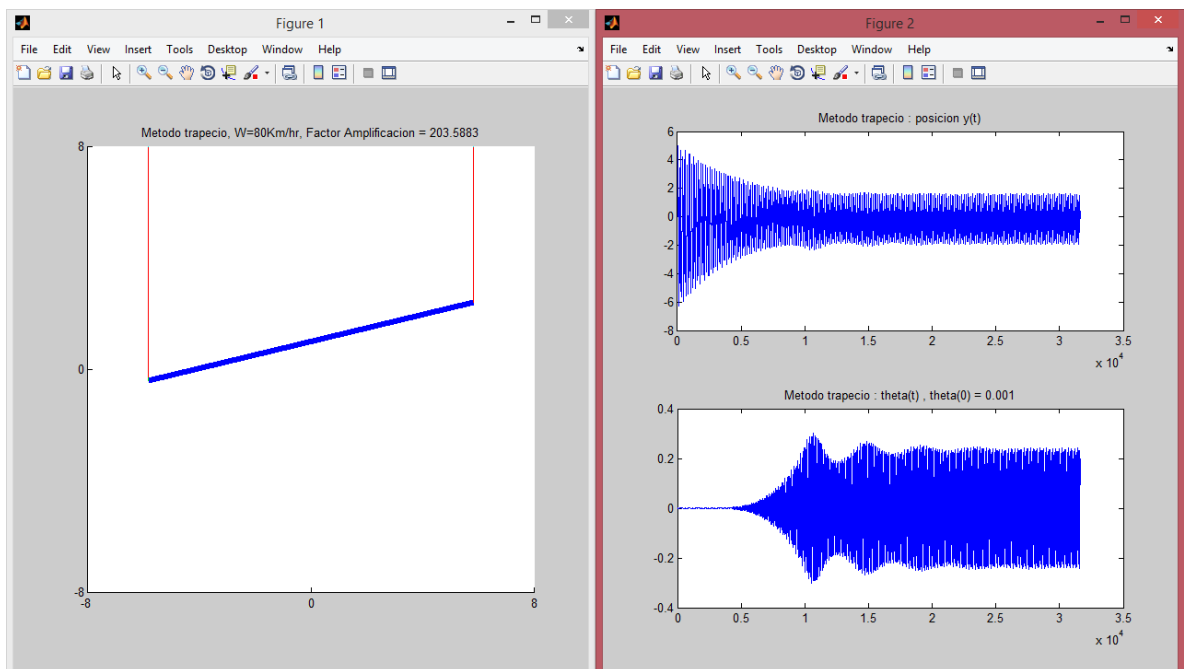 Figure 1
File Edit View Insert Tools Desktop Window Help
Metodo trapecio, W=80Km/hr, Factor Amplificacion = 203.5883
8
0
-8
-8 0 8
Figure 2
File Edit View Insert Tools Desktop Window Help
Metodo trapecio : posicion y(t)
6
4
2
0
-2
-4
-6
-8
0 0.5 1 1.5 2 2.5 3 3.5
x 10^4
Metodo trapecio : theta(t) , theta(0) = 0.001
0.4
0.2
0
-0.2
-0.4
0 0.5 1 1.5 2 2.5 3 3.5
x 10^4